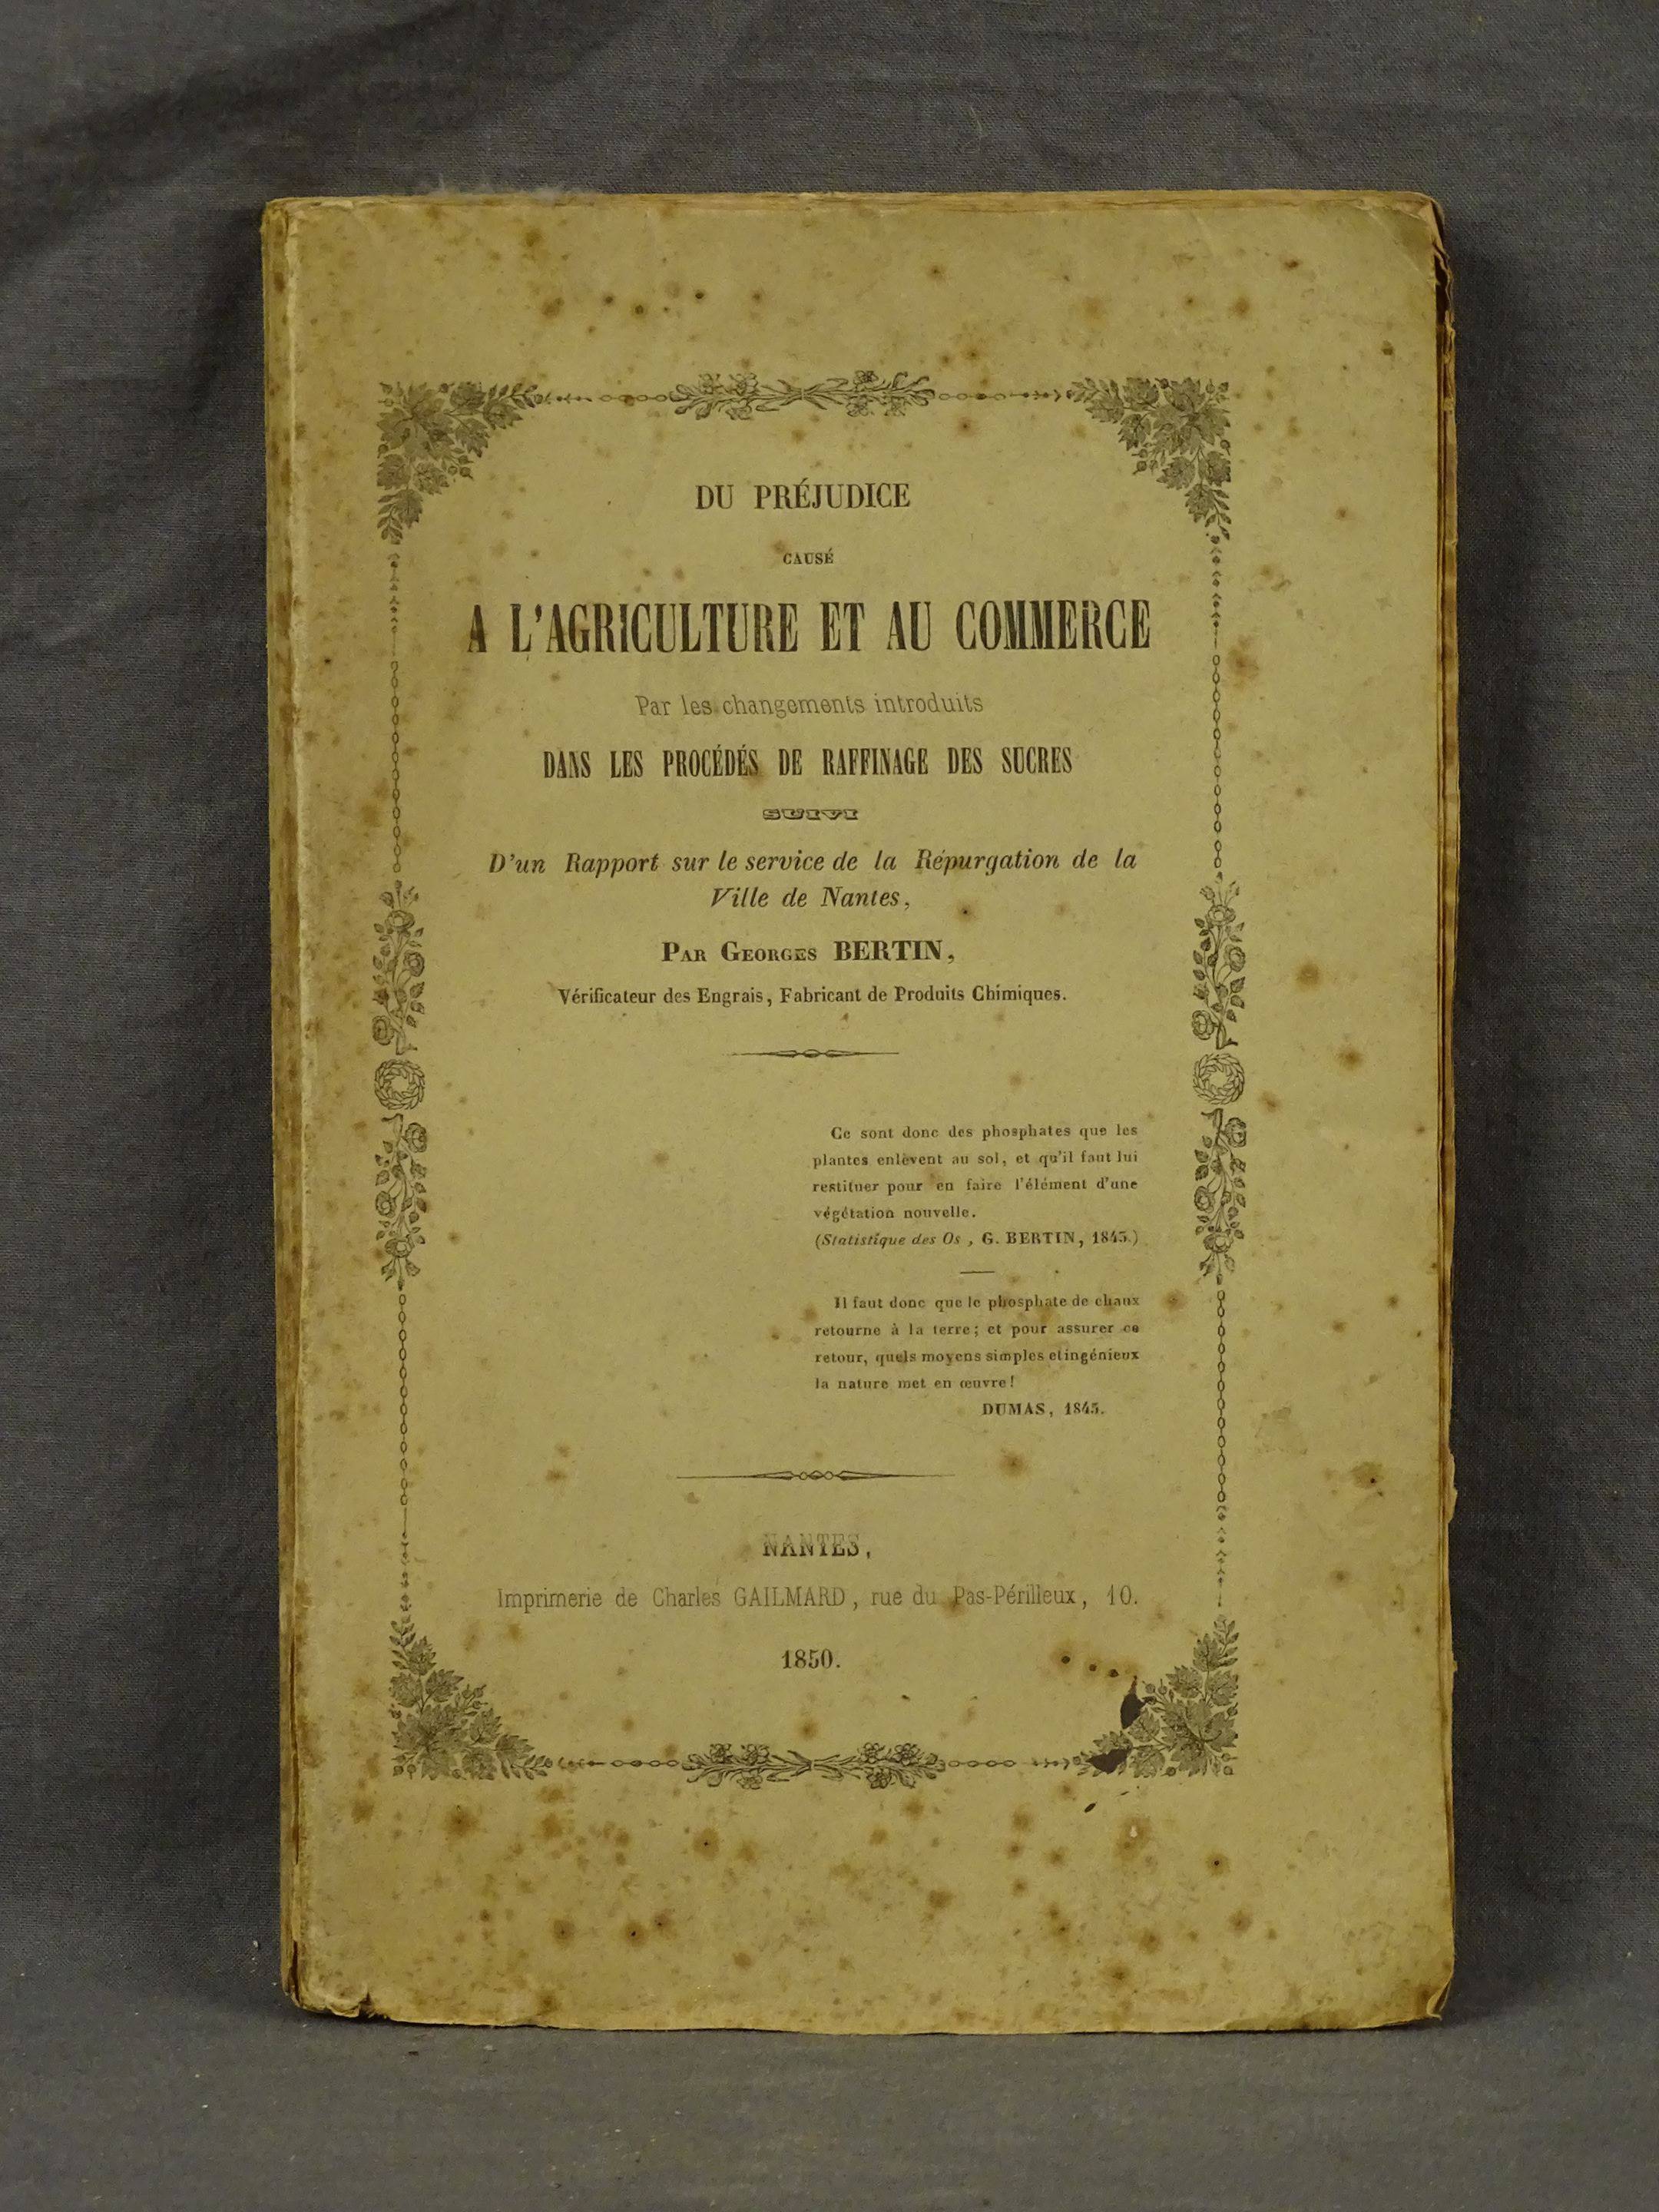 DU PRÉJUDICE
CAUSÉ
A L'AGRICULTURE ET AU COMMERCE
Par les changements introduits
DANS LES PROCÉDÉS DE RAFFINAGE DES SUCRES
SUIVI
D'un Rapport sur le service de la Répurgation de la
Ville de Nantes,
PAR GEORGES BERTIN,
Vérificateur des Engrais, Fabricant de Produits Chimiques.
Ce sont donc des phosphates que les
plantes enlèvent au sol, et qu'il faut lui
restituer pour en faire l'élément d'une
végétation nouvelle.
(Statistique des Os, G. BERTIN, 1843.)
Il faut donc que le phosphate de chaux
retourne à la terre; et pour assurer ce
retour, quels moyens simples et ingénieux
la nature met en œuvre!
DUMAS, 1843.
NANTES,
Imprimerie de Charles GAILMARD, rue du Pas-Périlleux, 10.
1850.